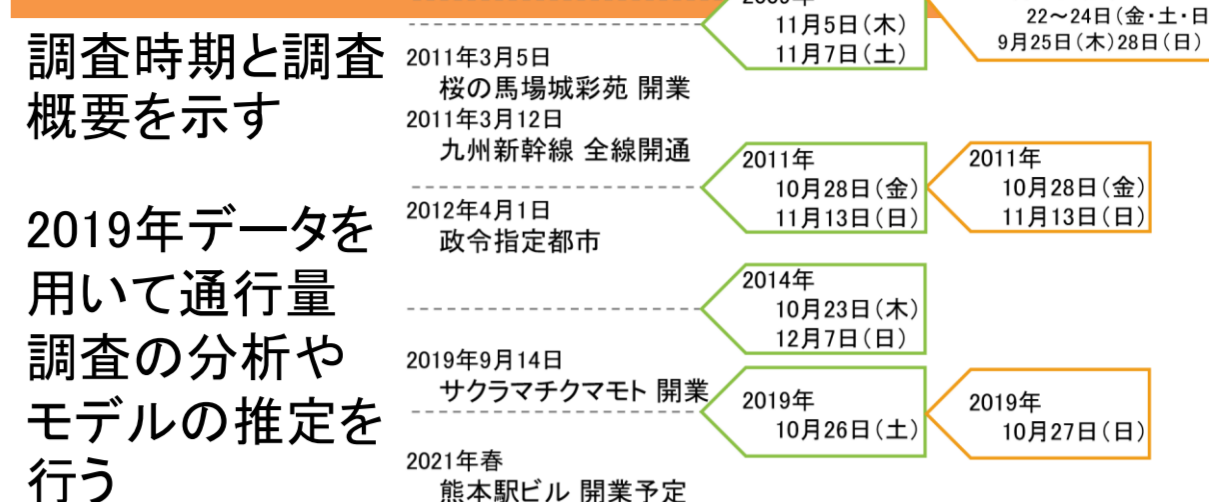 調査時期と調査
概要を示す
2019年データを
用いて通行量
調査の分析や
モデルの推定を
行う
2011年3月5日
桜の馬場城彩苑 開業
2011年3月12日
九州新幹線 全線開通
2012年4月1日
政令指定都市
2019年9月14日
サクラマチクマモト 開業
2021年春
熊本駅ビル 開業予定
11月5日(木)
11月7日(土)
2011年
10月28日(金)
11月13日(日)
2014年
10月23日(木)
12月7日(日)
2019年
10月26日(土)
22~24日(金・土・日
9月25日(木)28日(日)
2011年
10月28日(金)
11月13日(日)
2019年
10月27日(日)